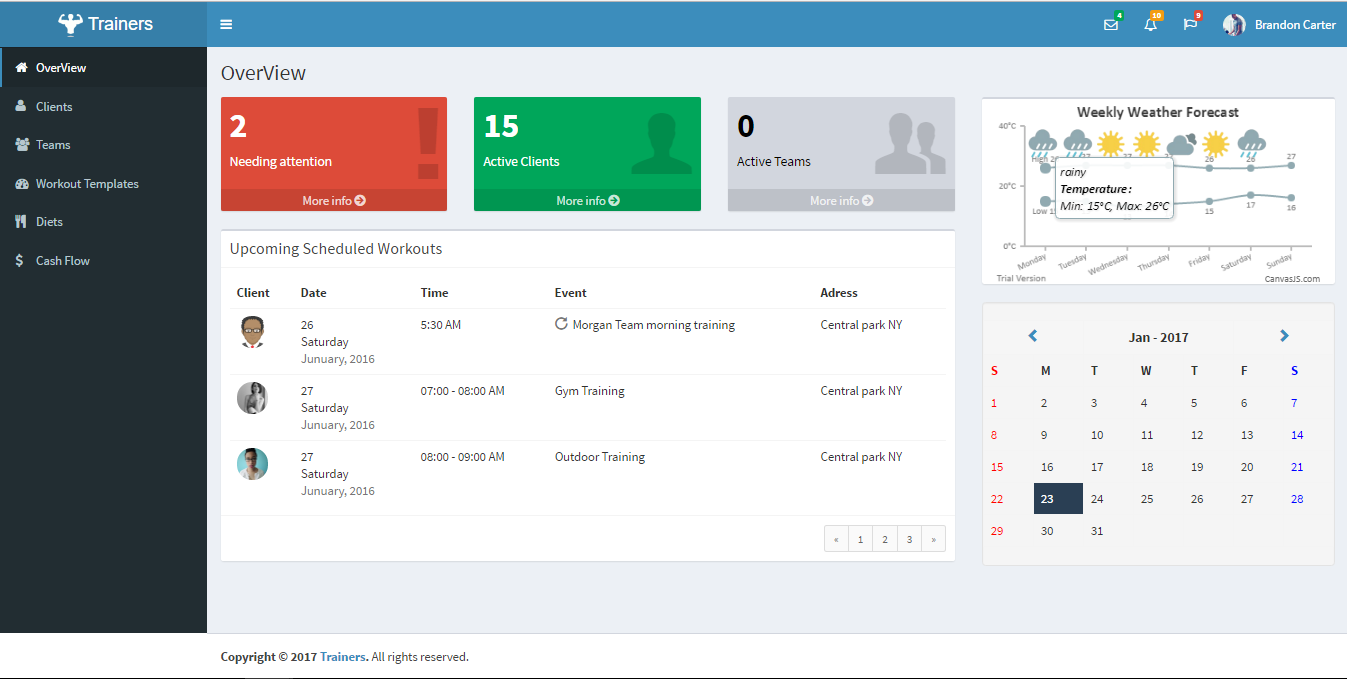 Trainers
4
10
9
Brandon Carter
OverView
Clients
Teams
Workout Templates
Diets
Cash Flow
OverView
2
Needing attention
More info
15
Active Clients
More info
0
Active Teams
More info
Upcoming Scheduled Workouts
Client Date Time Event Adress
26 5:30 AM Morgan Team morning training Central park NY
Saturday
Junuary, 2016
27 07:00 - 08:00 AM Gym Training Central park NY
Saturday
Junuary, 2016
27 08:00 - 09:00 AM Outdoor Training Central park NY
Saturday
Junuary, 2016
« 1 2 3 »
Weekly Weather Forecast
40°C
20°C
0°C
26 26 27
rainy
Temperature:
Min: 15°C, Max: 26°C
Low
15 17 16
Monday Tuesday Wednesday Thursday Friday Saturday Sunday
Trial Version
CanvasJS.com
Jan - 2017
S M T W T F S
1 2 3 4 5 6 7
8 9 10 11 12 13 14
15 16 17 18 19 20 21
22 23 24 25 26 27 28
29 30 31
Copyright © 2017 Trainers. All rights reserved.